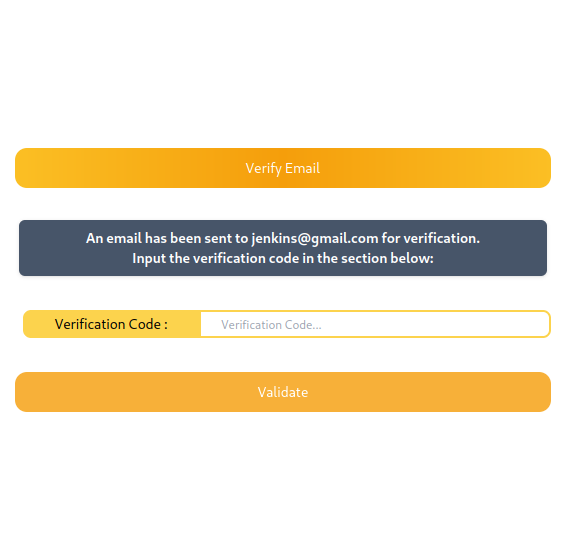 Verify Email
An email has been sent to jenkins@gmail.com for verification.
Input the verification code in the section below:
Verification Code :
Verification Code...
Validate